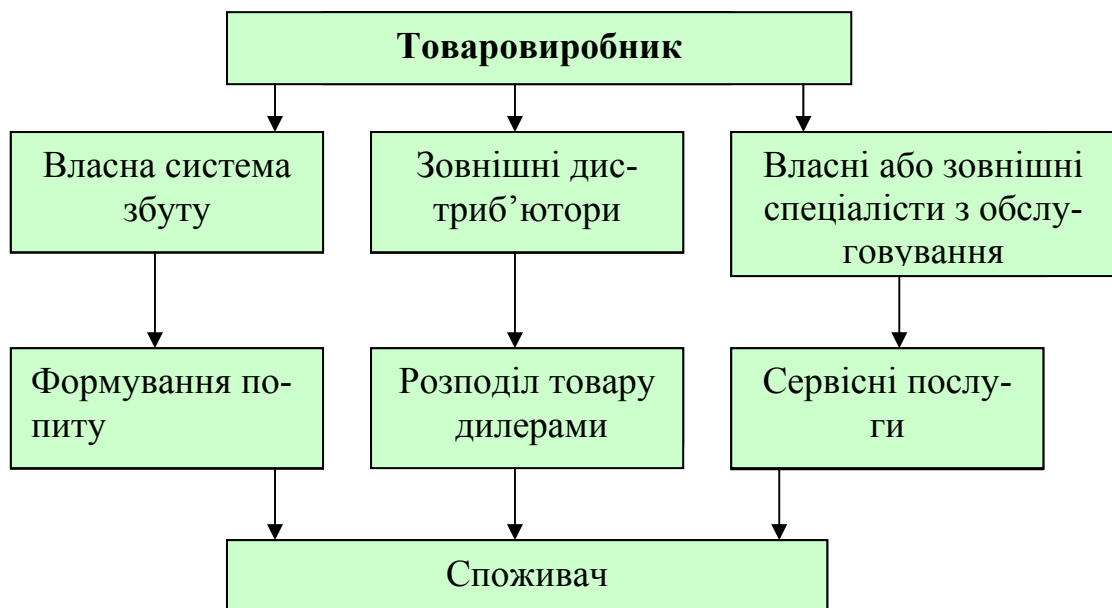 Товаровиробник
Власна система
збуту
Зовнішні дис-
триб’ютори
Власні або зовнішні
спеціалісти з обслу-
говування
Формування по-
питу
Розподіл товару
дилерами
Сервісні послу-
ги
Споживач